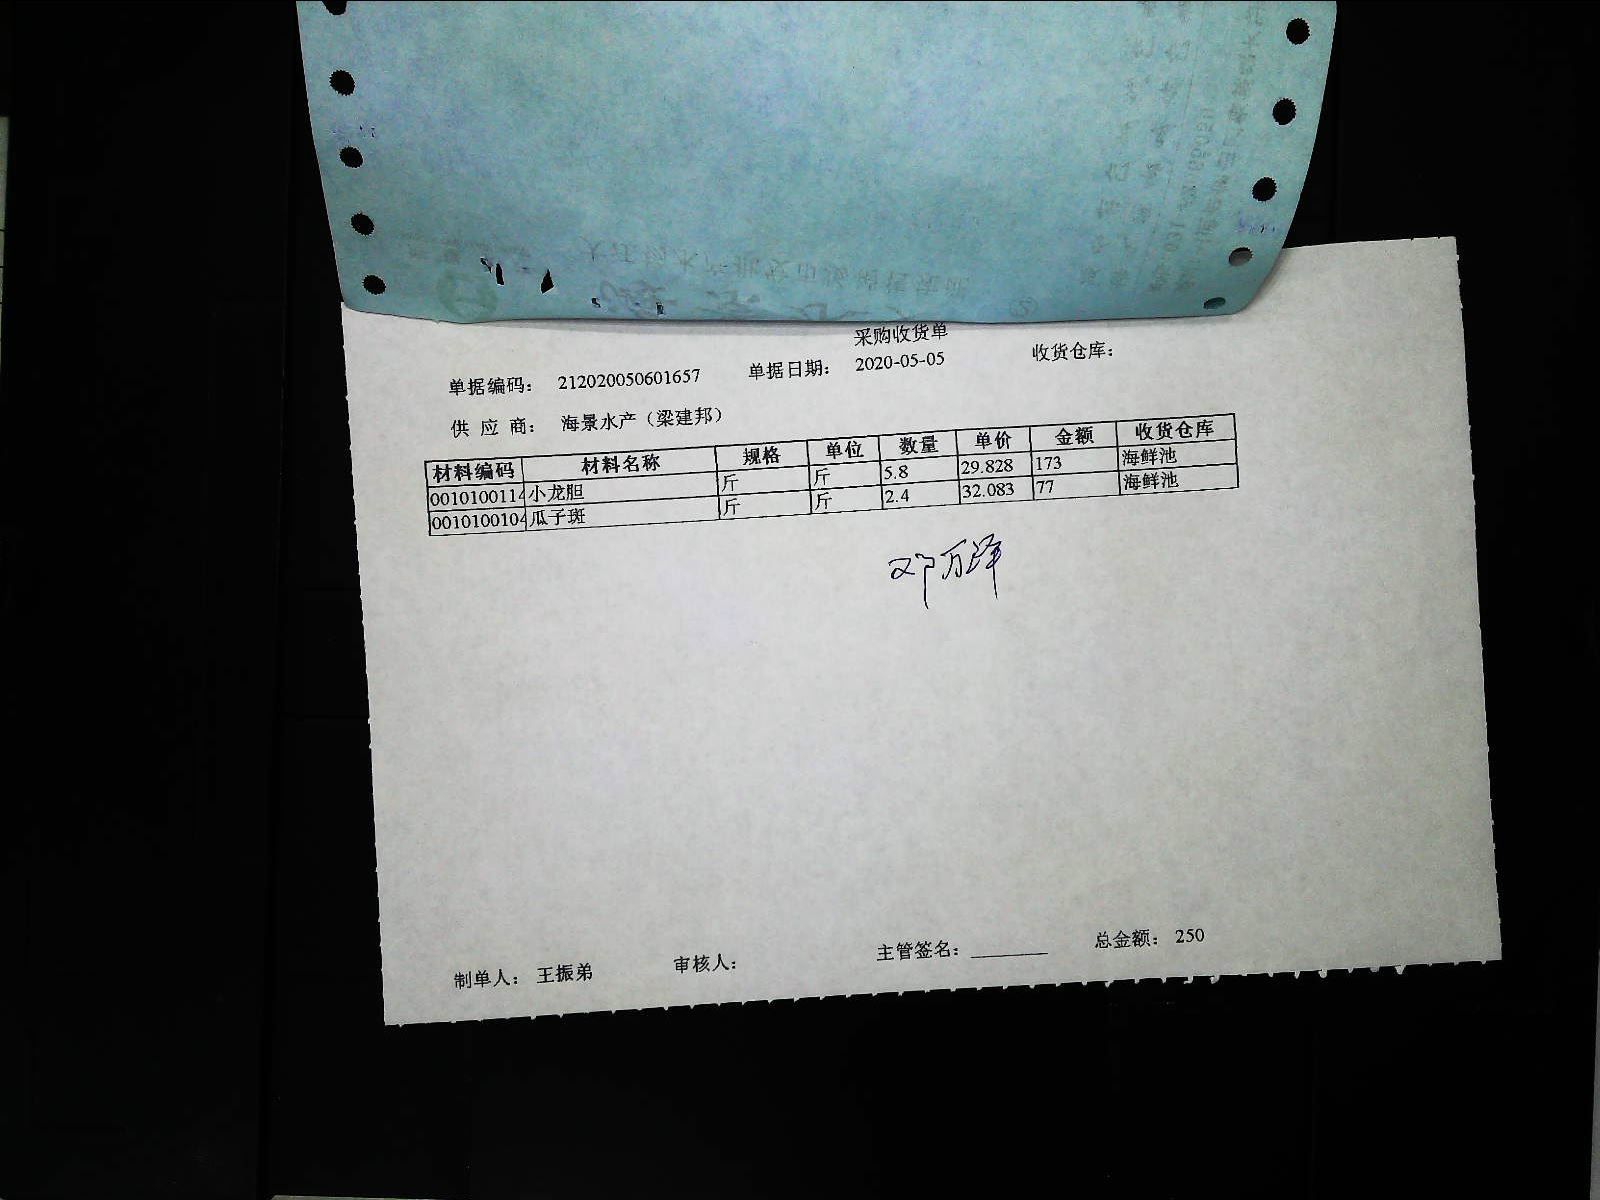 采购收货单
单据编码： 212020050601657 单据日期： 2020-05-05 收货仓库：
供 应 商： 海景水产（梁建邦）
材料编码 材料名称 规格 单位 数量 单价 金额 收货仓库
0010100114 小龙胆 斤 斤 5.8 29.828 173 海鲜池
0010100104 瓜子斑 斤 斤 2.4 32.083 77 海鲜池
邓万泽
制单人： 王振弟 审核人： 主管签名： 总金额： 250